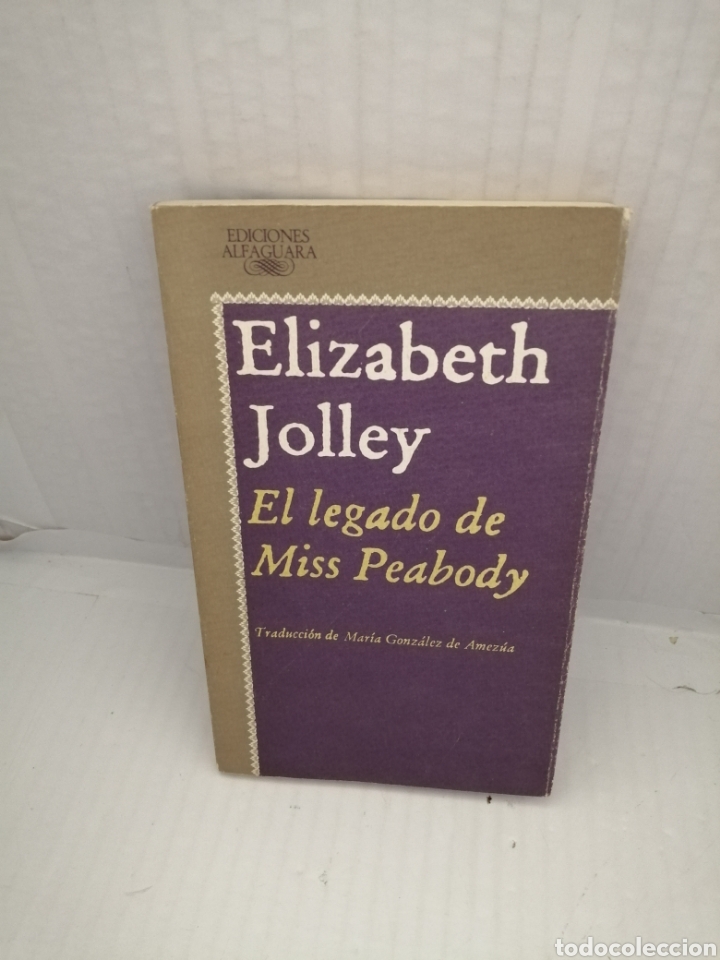 EDICIONES
ALFAGUARA
Elizabeth
Jolley
El legado de
Miss Peabody
Traducción de María González de Amezúa
todocoleccion